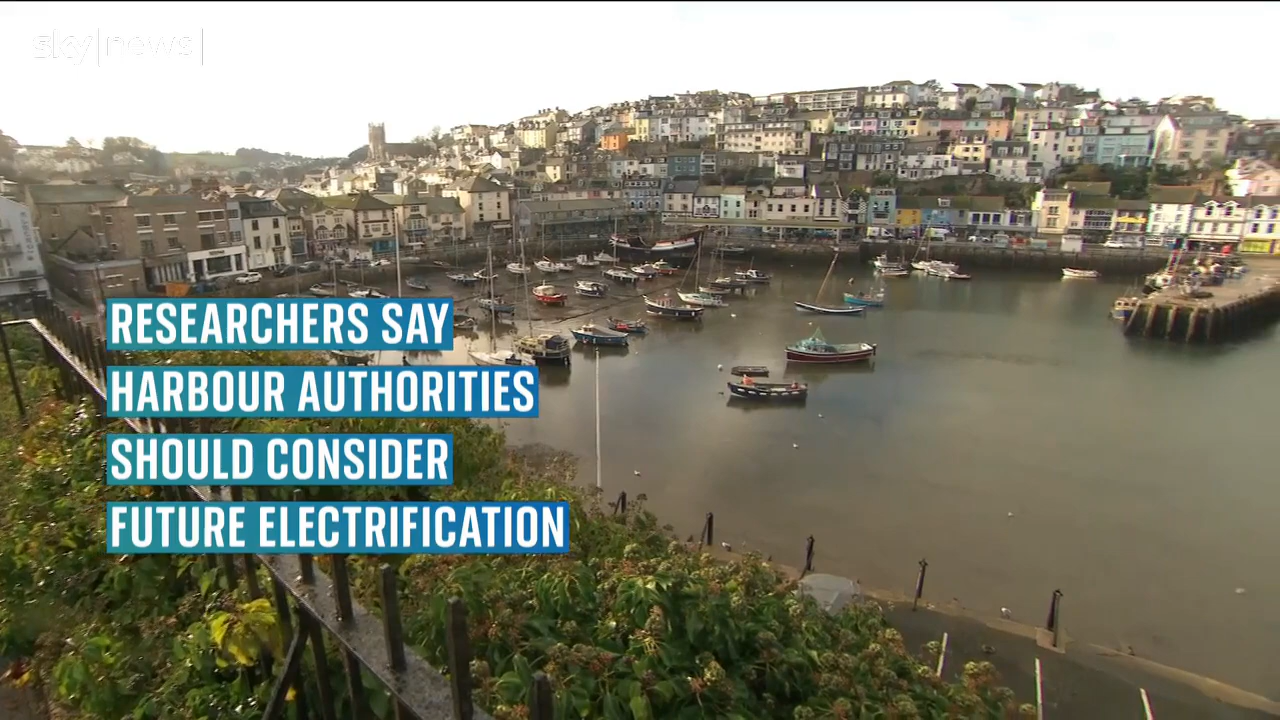 sky news
RESEARCHERS SAY
HARBOUR AUTHORITIES
SHOULD CONSIDER
FUTURE ELECTRIFICATION